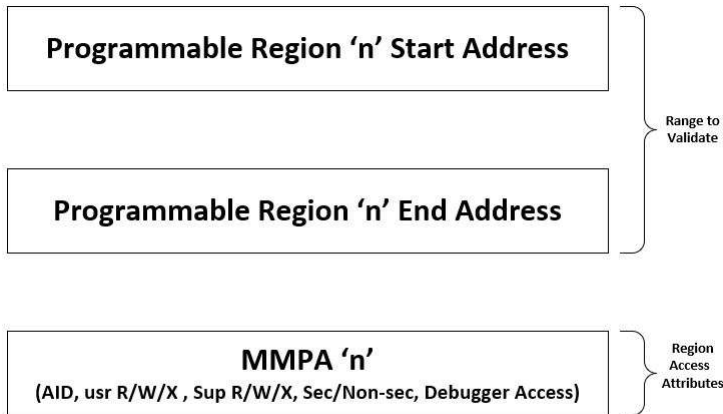 Programmable Region ‘n’ Start Address
Range to
Validate
Programmable Region ‘n’ End Address
MMPA ‘n’
(AID, usr R/W/X , Sup R/W/X, Sec/Non-sec, Debugger Access)
Region
Access
Attributes